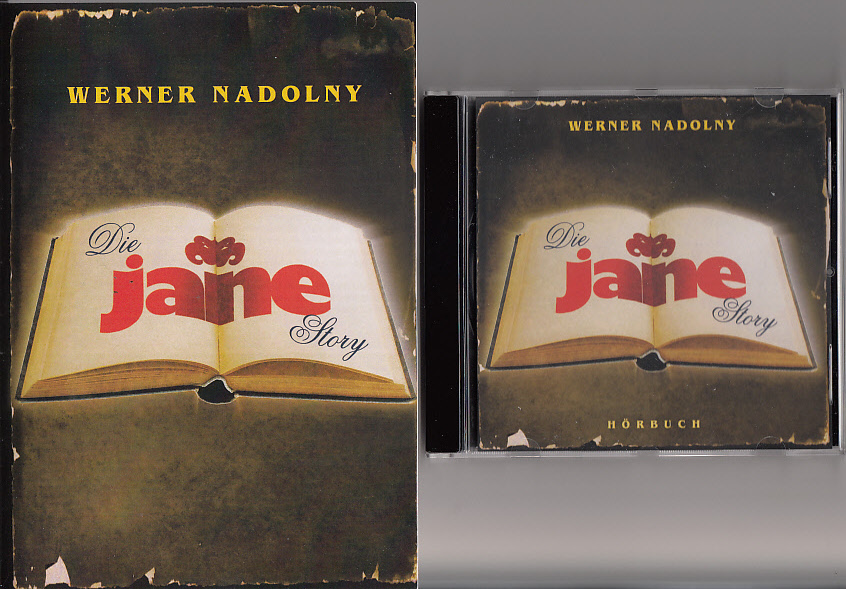 WERNER NADOLNY
Die
jane
Story
WERNER NADOLNY
Die
jane
Story
HÖRBUCH